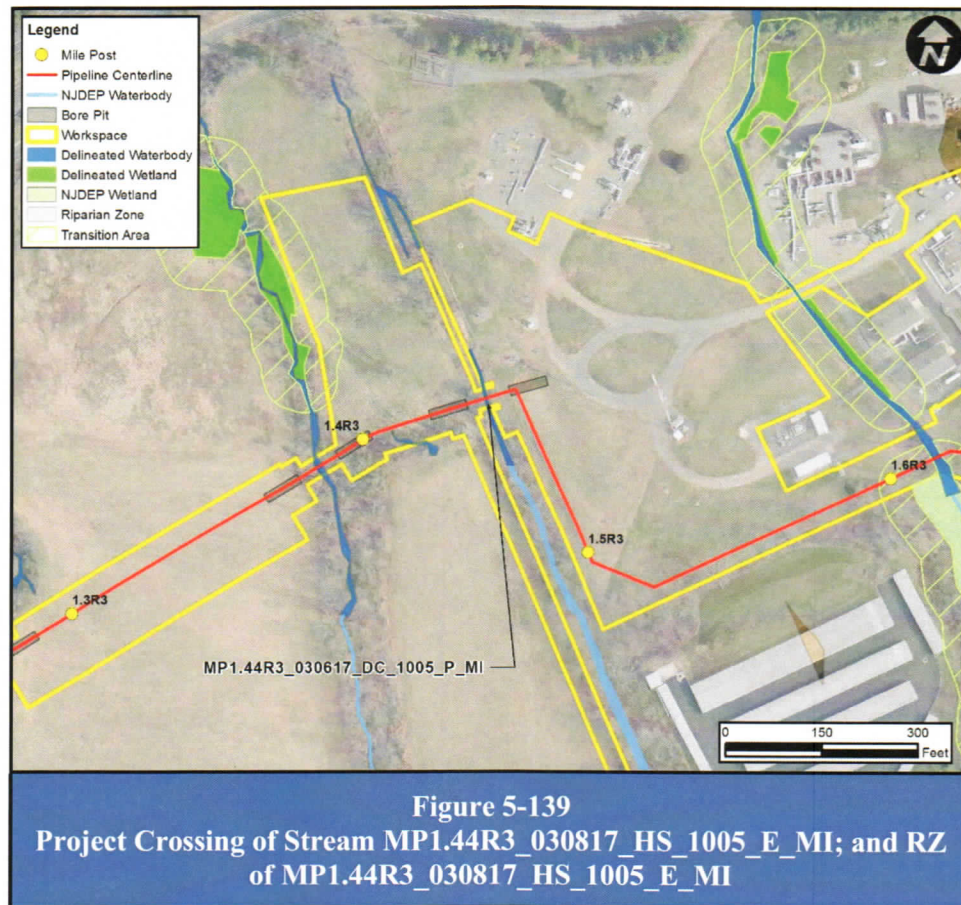 Legend
Mile Post
Pipeline Centerline
NJDEP Waterbody
Bore Pit
Workspace
Delineated Waterbody
Delineated Wetland
NJDEP Wetland
Riparian Zone
Transition Area
N
1.4R3
1.6R3
1.5R3
1.3R3
MP1.44R3_030617_DC_1005_P_MI
0 150 300
Feet
Figure 5-139
Project Crossing of Stream MP1.44R3_030817_HS_1005_E_MI; and RZ
of MP1.44R3_030817_HS_1005_E_MI